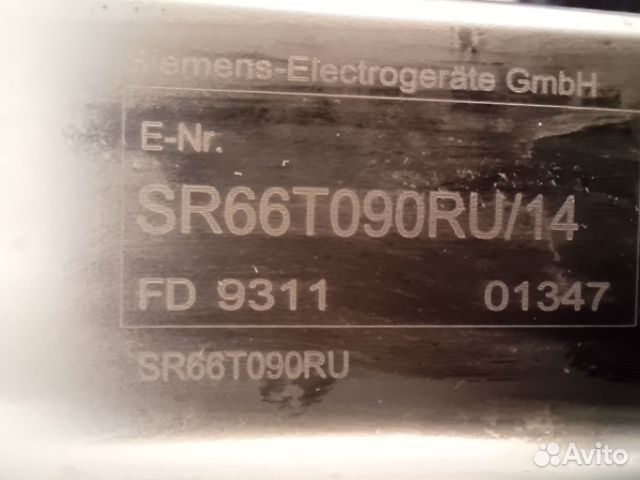 Siemens-Electrogeräte GmbH
E-Nr.
SR66T090RU/14
FD 9311 01347
SR66T090RU
Avito